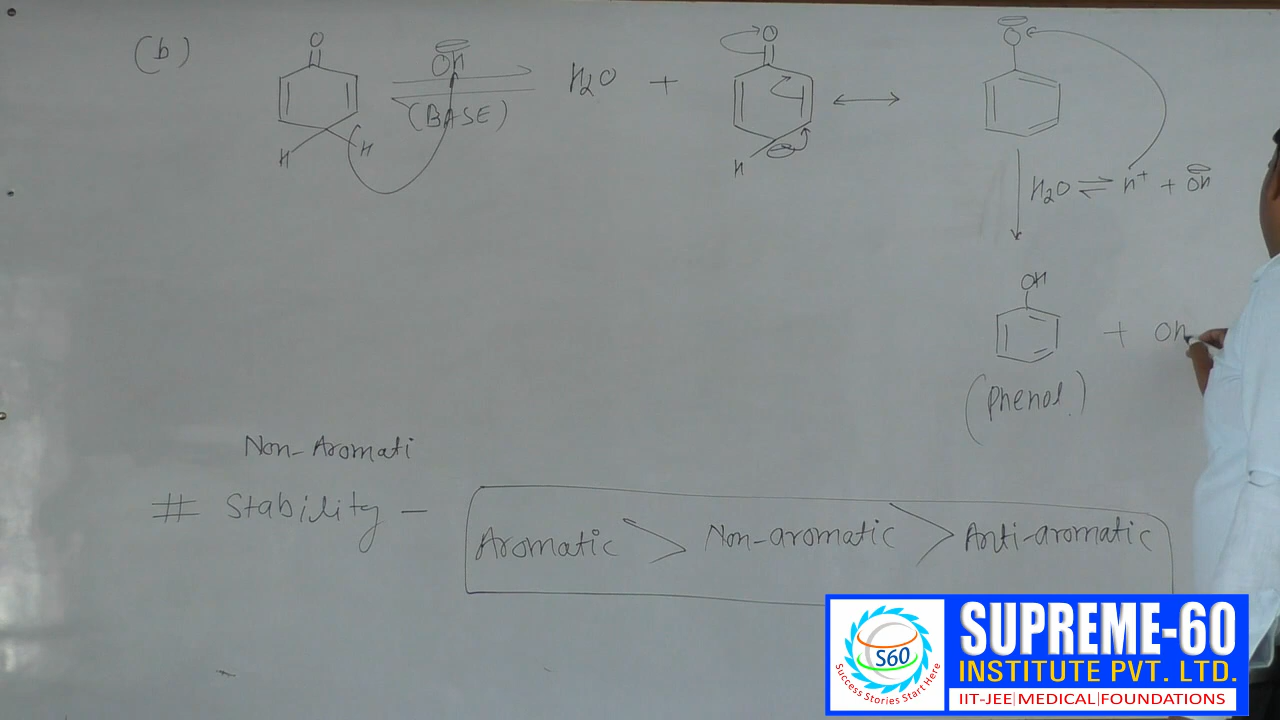 (b)
O
OH
(BASE)
H
H
H2O +
O
H
O
H2O ⇌ H+ + OH
OH
+ OH
(Phenol)
Non-Aromati
# Stability - Aromatic > Non-aromatic > Anti-aromatic
S60
Success Stories Start Here
SUPREME-60
INSTITUTE PVT. LTD.
IIT-JEE|MEDICAL|FOUNDATIONS